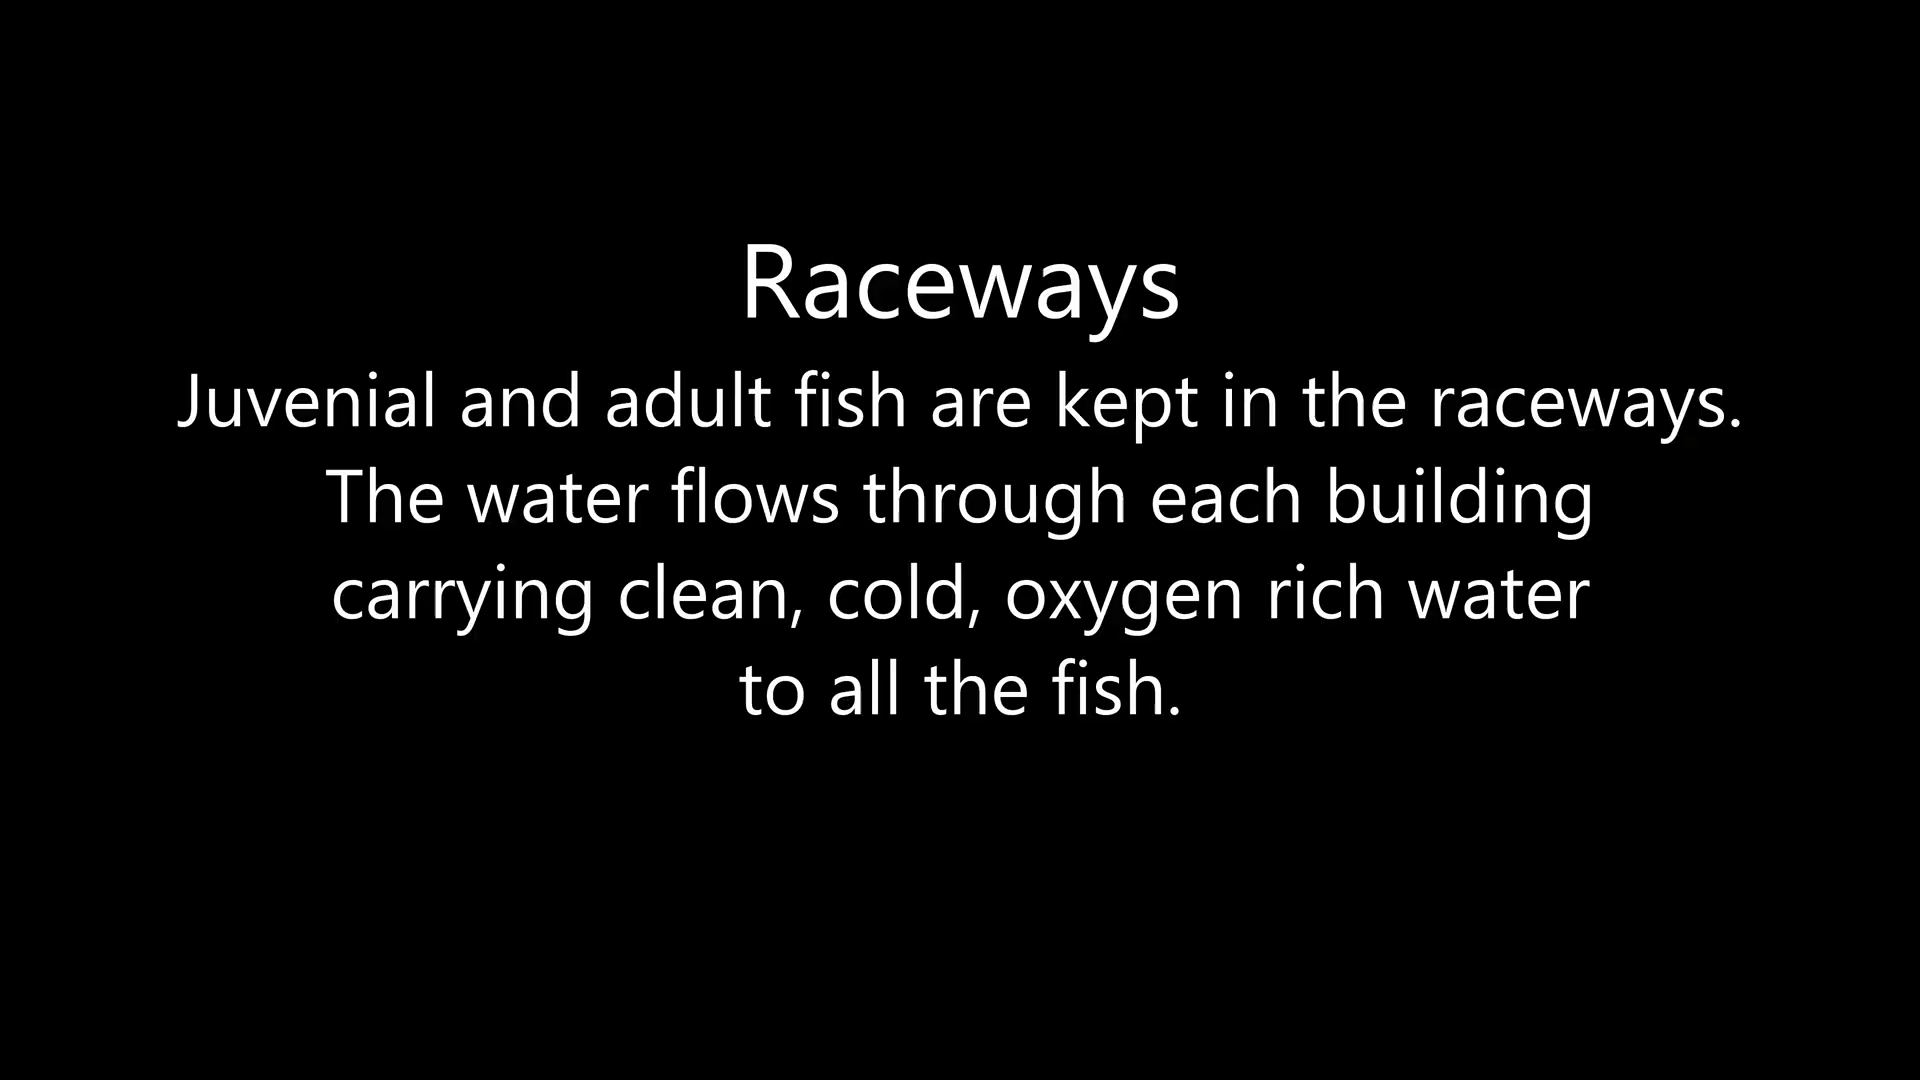 Raceways
Juvenial and adult fish are kept in the raceways.
The water flows through each building
carrying clean, cold, oxygen rich water
to all the fish.